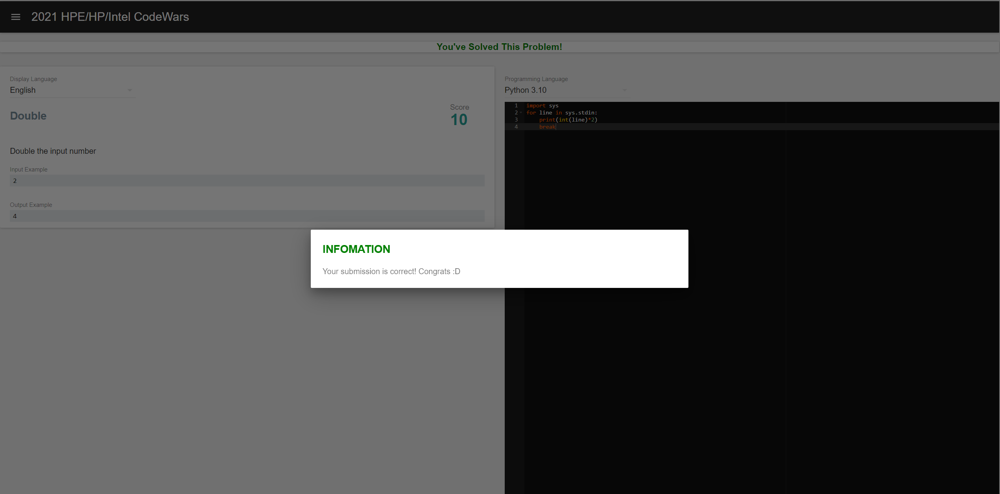 2021 HPE/HP/Intel CodeWars
You've Solved This Problem!
Display Language
English
Double
Score
10
Double the input number
Input Example
2
Output Example
4
Programming Language
Python 3.10
1 import sys
2 for line in sys.stdin:
3     print(int(line)*2)
4     break
INFOMATION
Your submission is correct! Congrats :D